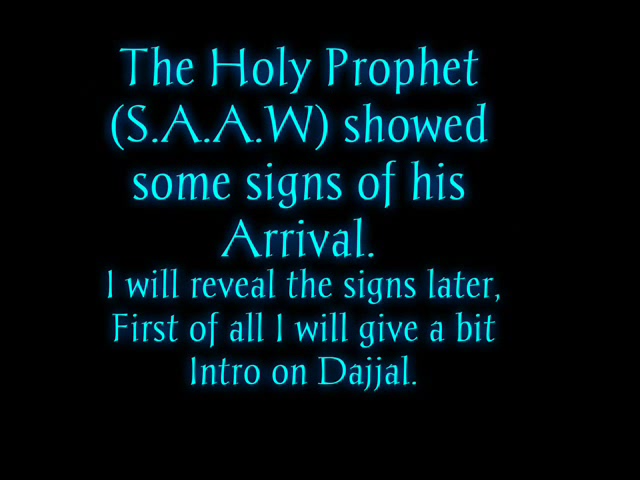 The Holy Prophet
(S.A.A.W) showed
some signs of his
Arrival.
I will reveal the signs later,
First of all I will give a bit
Intro on Dajjal.